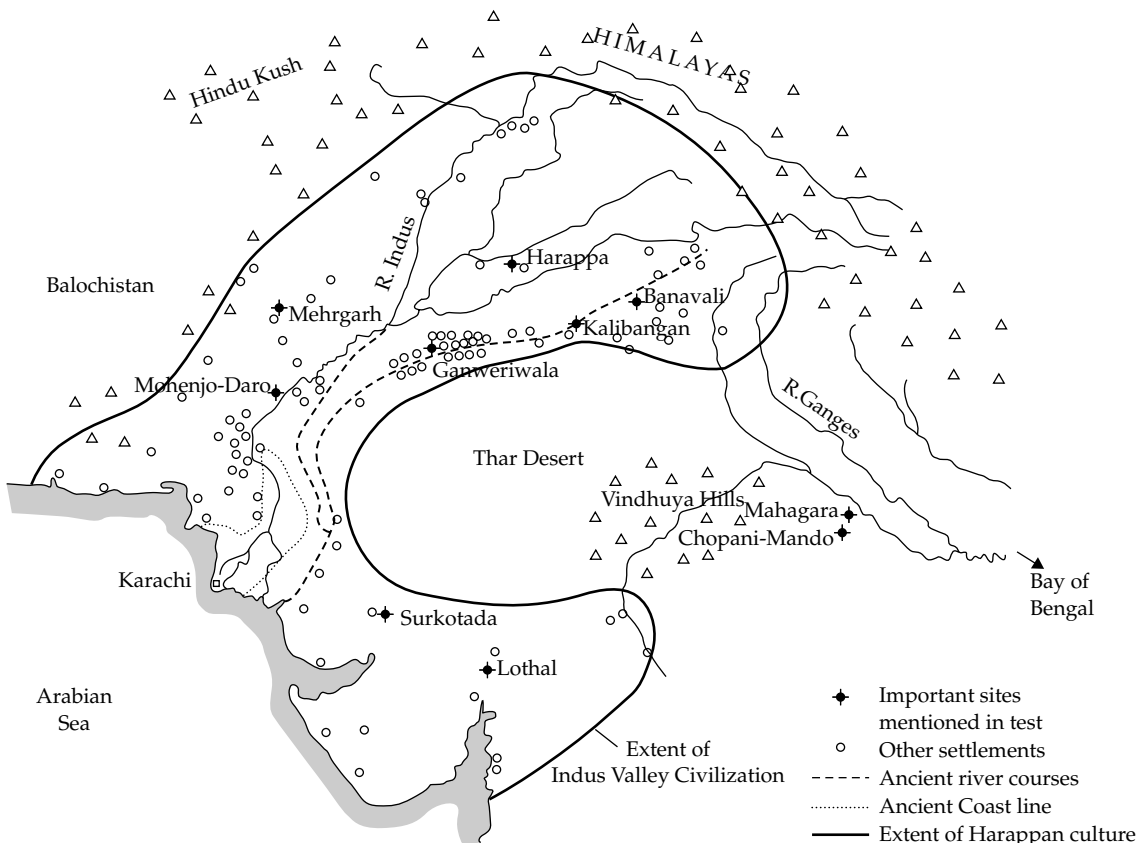 HIMALAYAS
Hindu Kush
R. Indus
Harappa
Balochistan
Banavali
Mehrgarh
Kalibangan
Ganweriwala
Mohenjo-Daro
R.Ganges
Thar Desert
Vindhuya Hills
Mahagara
Chopani-Mando
Karachi
Bay of
Bengal
Surkotada
Lothal
Arabian
Sea
Extent of
Indus Valley Civilization
Important sites
mentioned in test
Other settlements
Ancient river courses
Ancient Coast line
Extent of Harappan culture